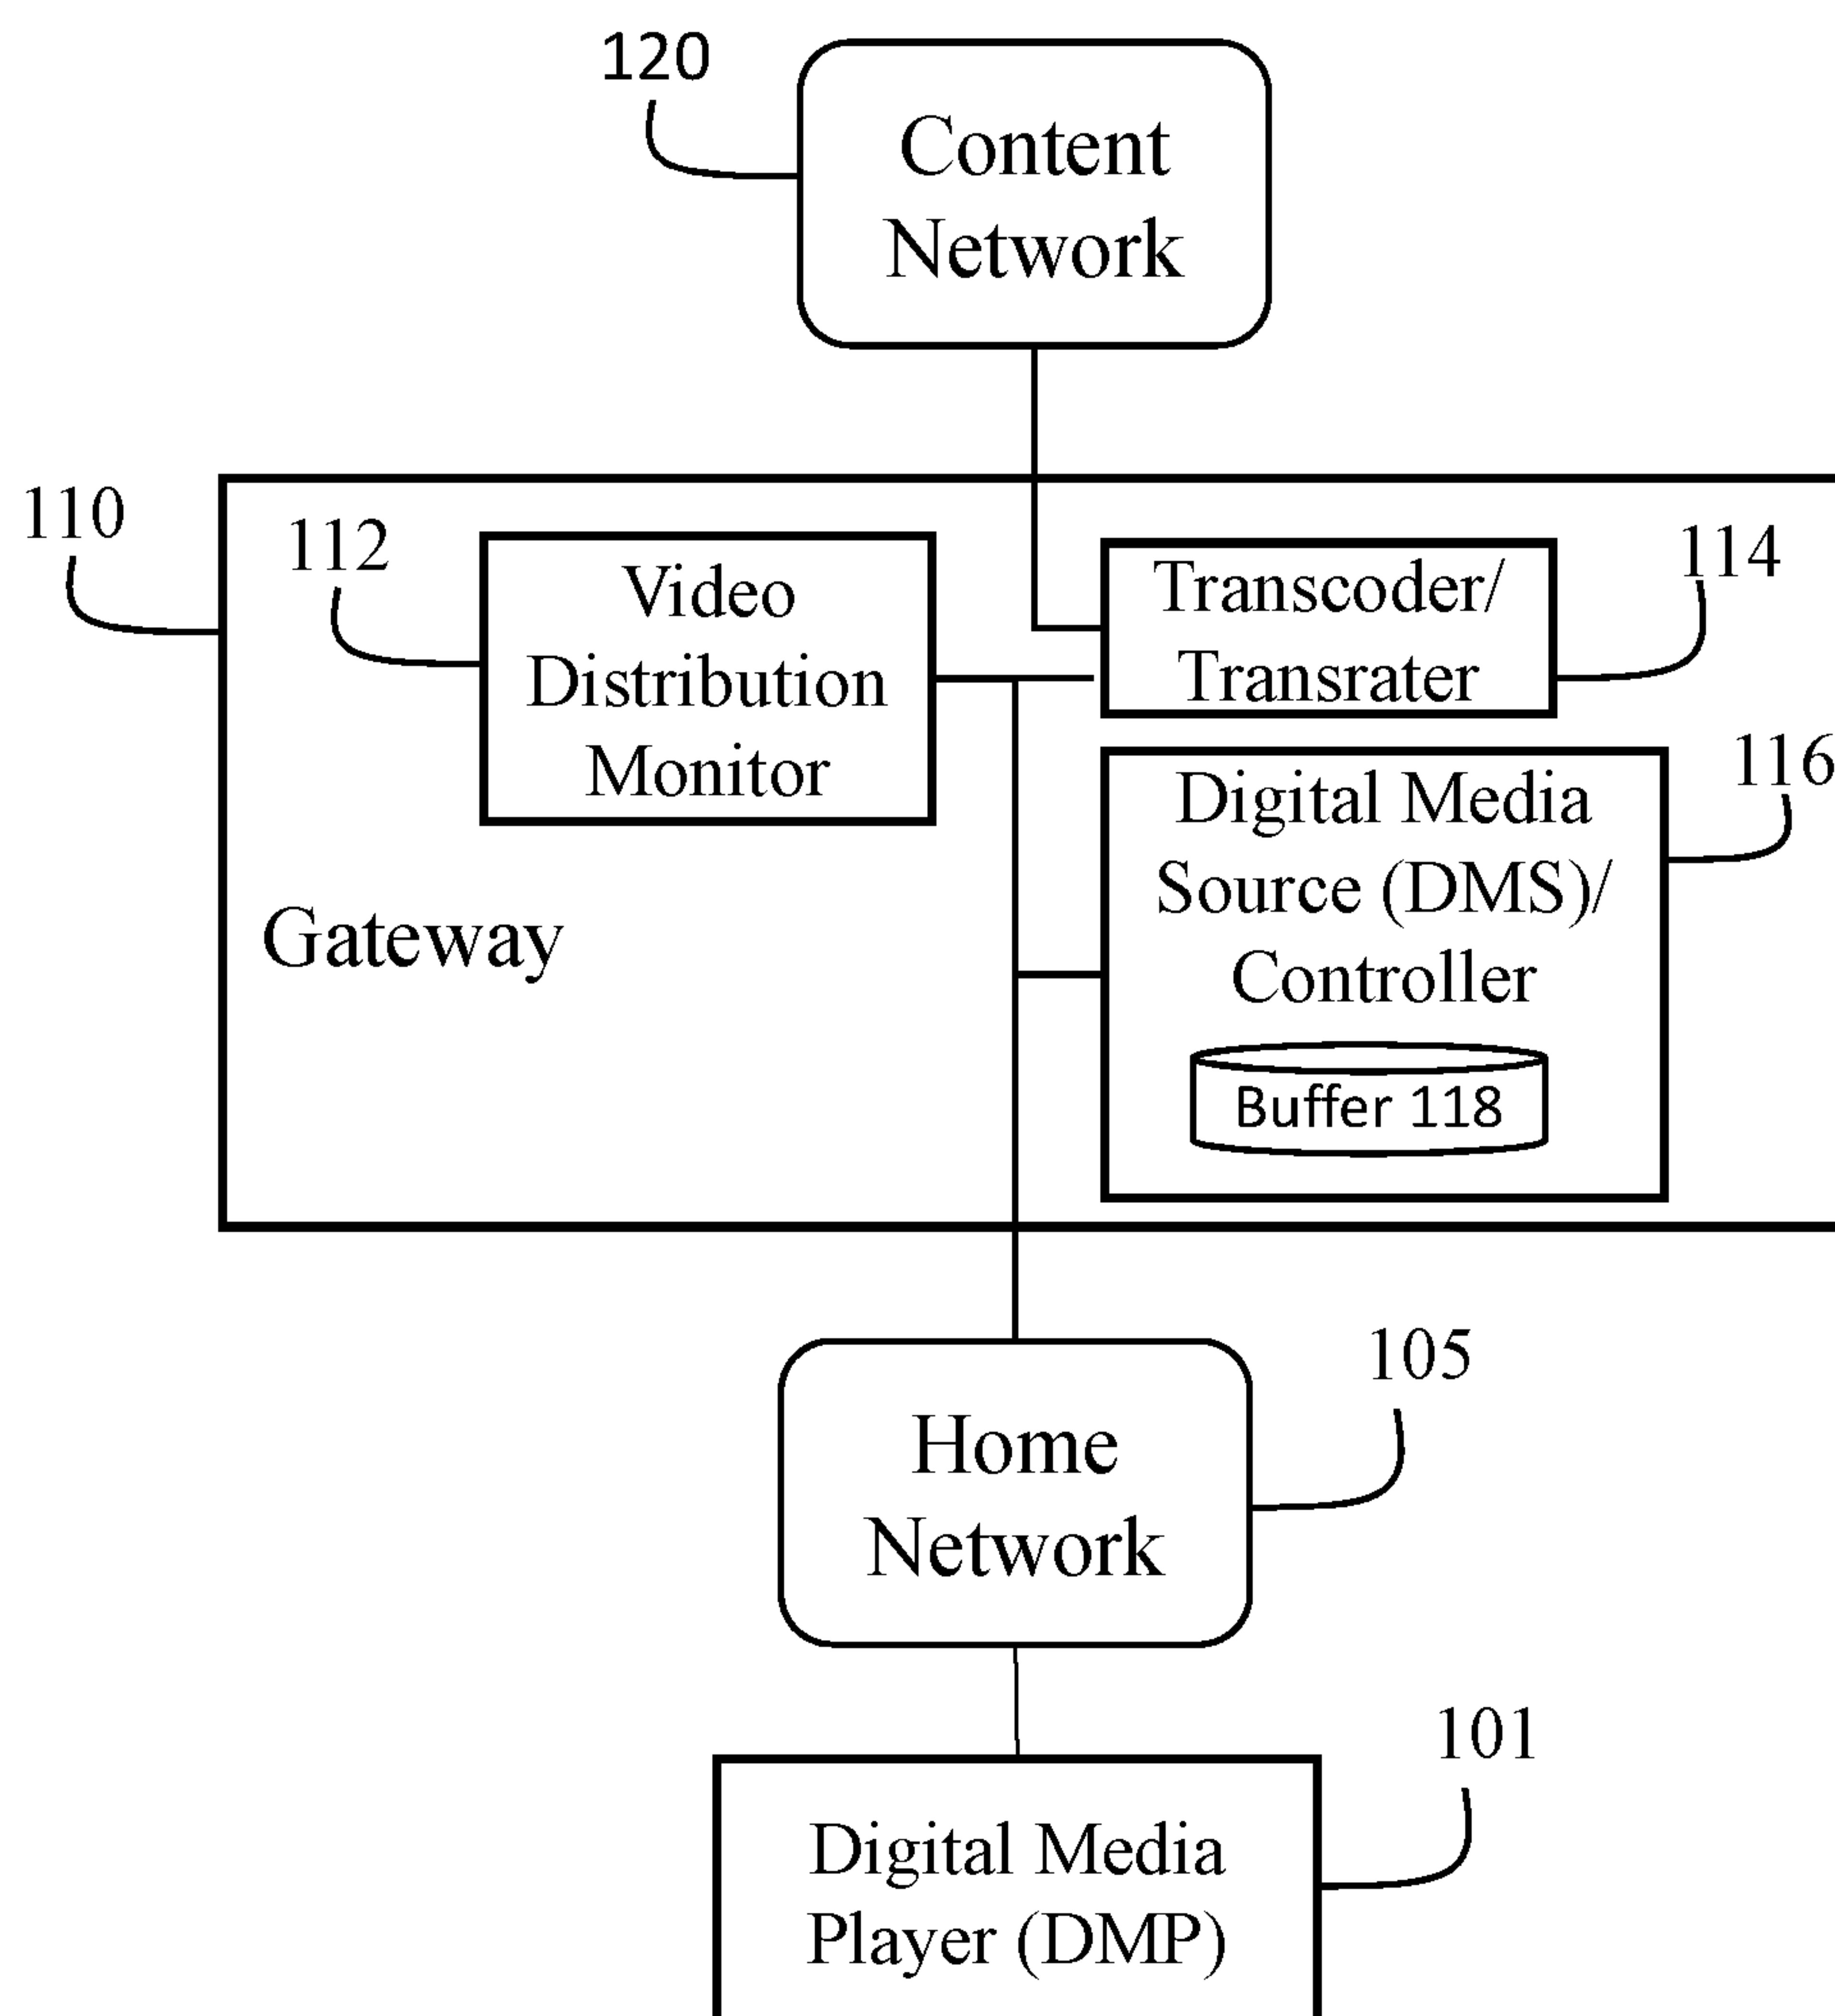 120
Content
Network
110
112
Video
Distribution
Monitor
Transcoder/
Transrater
114
116
Digital Media
Source (DMS)/
Controller
Buffer 118
Gateway
105
Home
Network
101
Digital Media
Player (DMP)